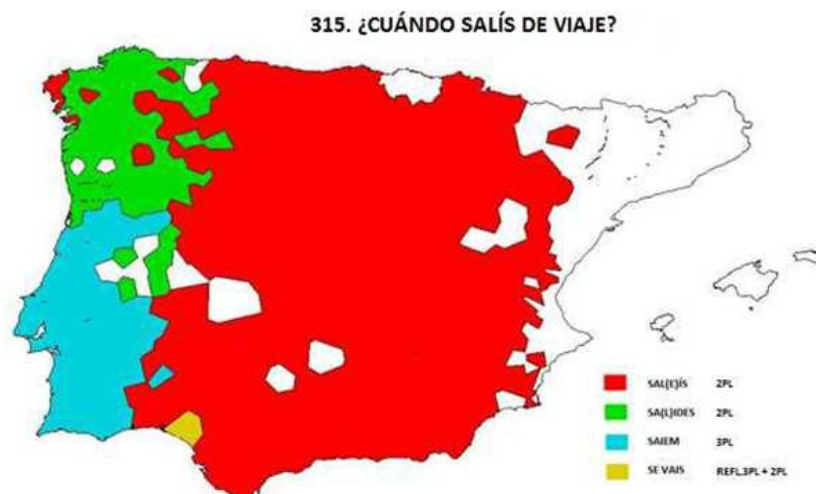 315. ¿CUÁNDO SALÍS DE VIAJE?
SAL(E)ÍS 2PL
SA(L)IDES 2PL
SAIEM 3PL
SE VAIS REFL.3PL + 2PL